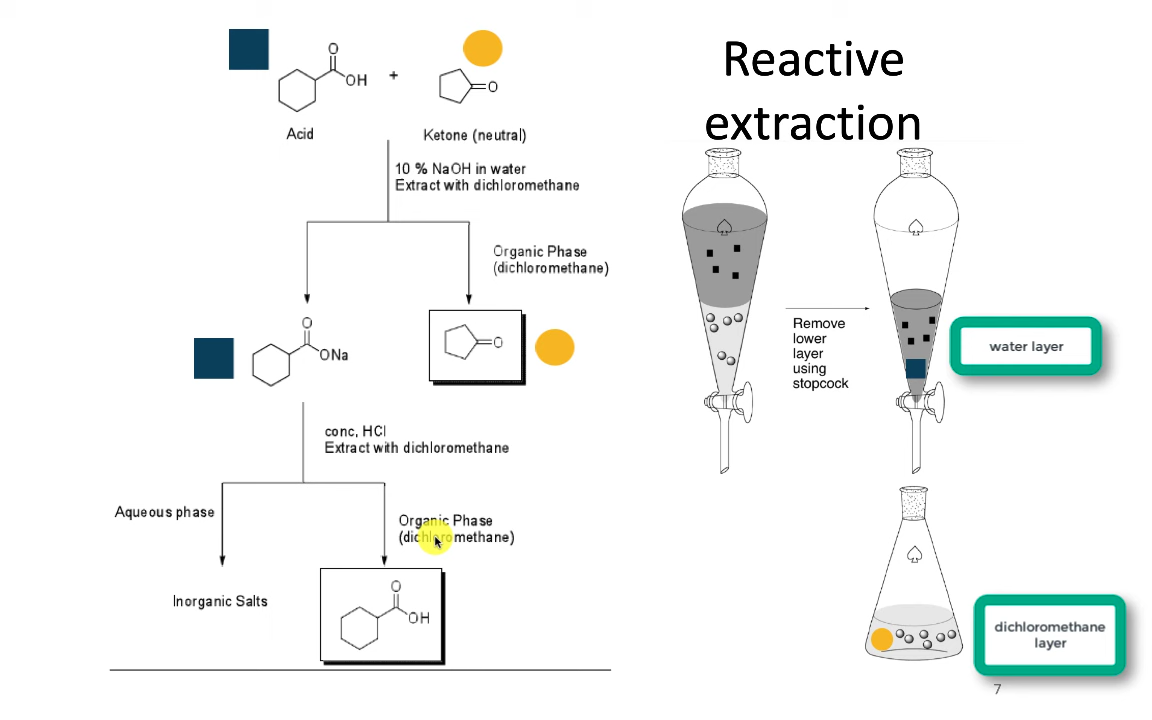 Reactive
extraction
O
OH
+
O
Acid
Ketone (neutral)
10 % NaOH in water
Extract with dichloromethane
Organic Phase
(dichloromethane)
O
ONa
O
Remove
lower
layer
using
stopcock
water layer
conc, HCl
Extract with dichloromethane
Aqueous phase
Organic Phase
(dichloromethane)
O
OH
Inorganic Salts
dichloromethane
layer
7